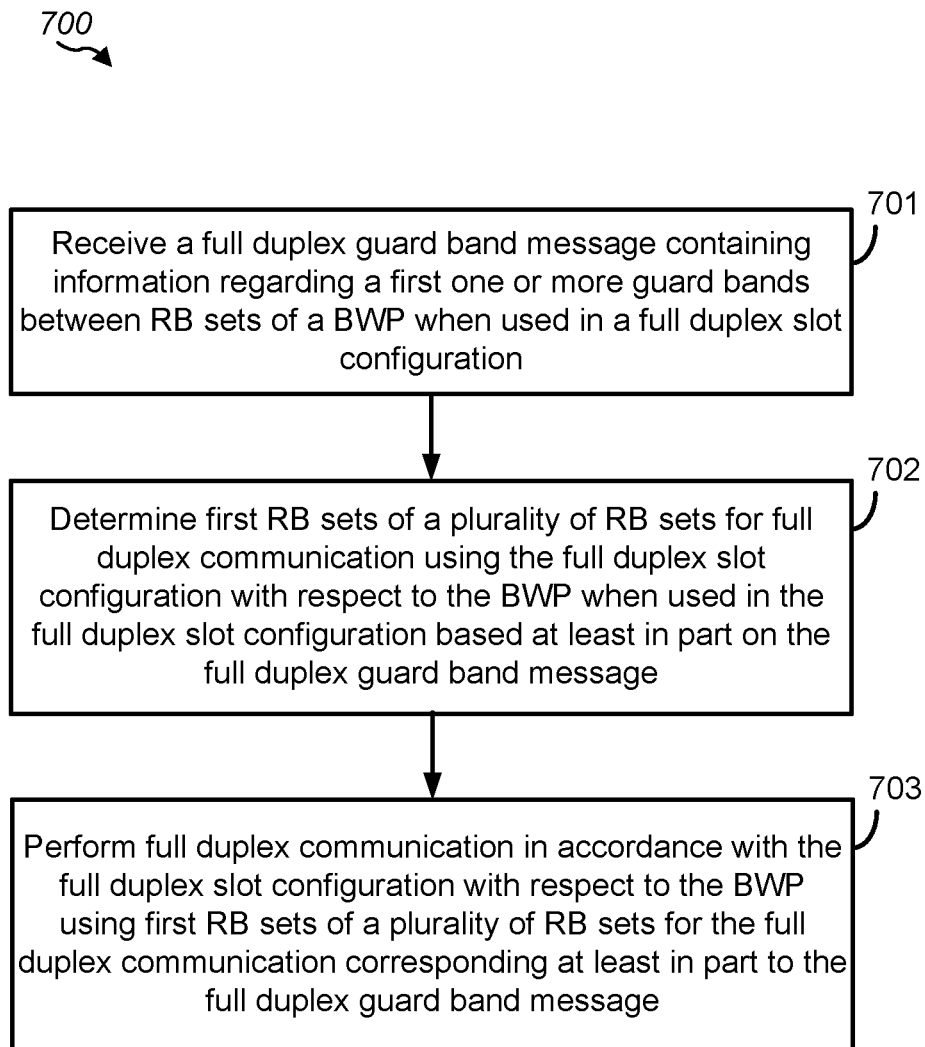 700
701
Receive a full duplex guard band message containing
information regarding a first one or more guard bands
between RB sets of a BWP when used in a full duplex slot
configuration
702
Determine first RB sets of a plurality of RB sets for full
duplex communication using the full duplex slot
configuration with respect to the BWP when used in the
full duplex slot configuration based at least in part on the
full duplex guard band message
703
Perform full duplex communication in accordance with the
full duplex slot configuration with respect to the BWP
using first RB sets of a plurality of RB sets for the full
duplex communication corresponding at least in part to the
full duplex guard band message